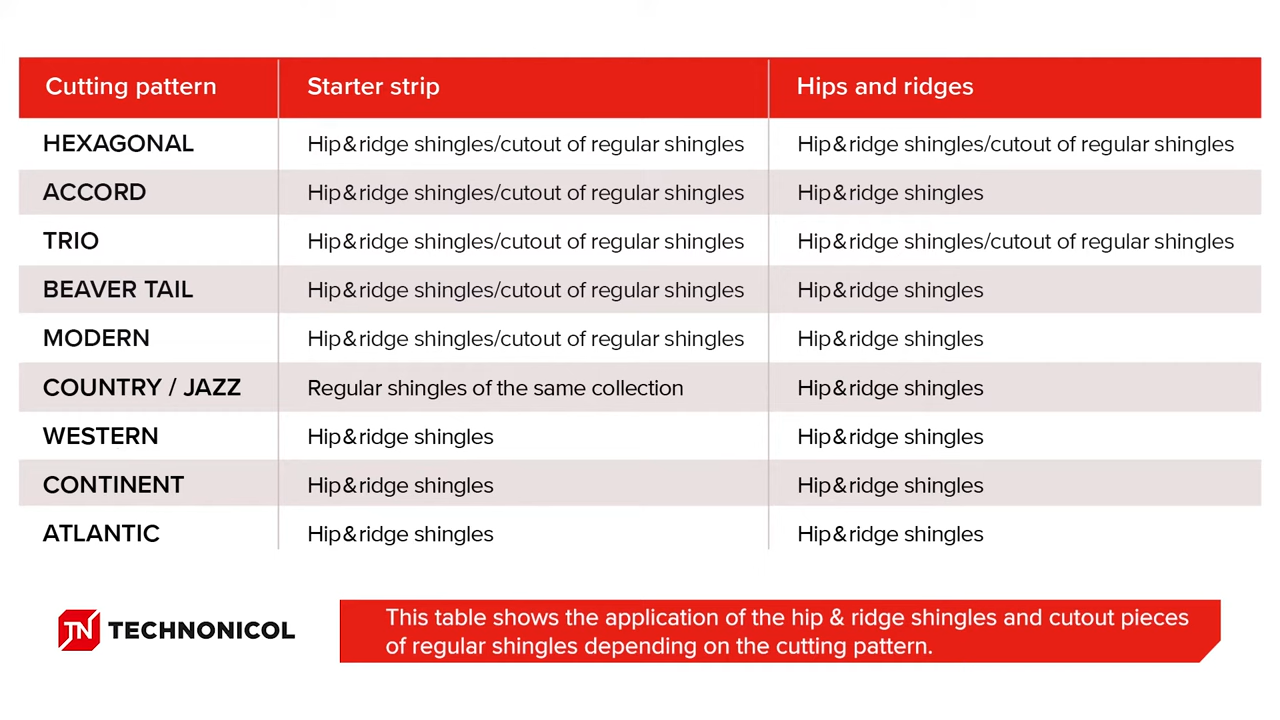 Cutting pattern Starter strip Hips and ridges
HEXAGONAL Hip&ridge shingles/cutout of regular shingles Hip&ridge shingles/cutout of regular shingles
ACCORD Hip&ridge shingles/cutout of regular shingles Hip&ridge shingles
TRIO Hip&ridge shingles/cutout of regular shingles Hip&ridge shingles/cutout of regular shingles
BEAVER TAIL Hip&ridge shingles/cutout of regular shingles Hip&ridge shingles
MODERN Hip&ridge shingles/cutout of regular shingles Hip&ridge shingles
COUNTRY / JAZZ Regular shingles of the same collection Hip&ridge shingles
WESTERN Hip&ridge shingles Hip&ridge shingles
CONTINENT Hip&ridge shingles Hip&ridge shingles
ATLANTIC Hip&ridge shingles Hip&ridge shingles
TN TECHNONICOL
This table shows the application of the hip & ridge shingles and cutout pieces
of regular shingles depending on the cutting pattern.